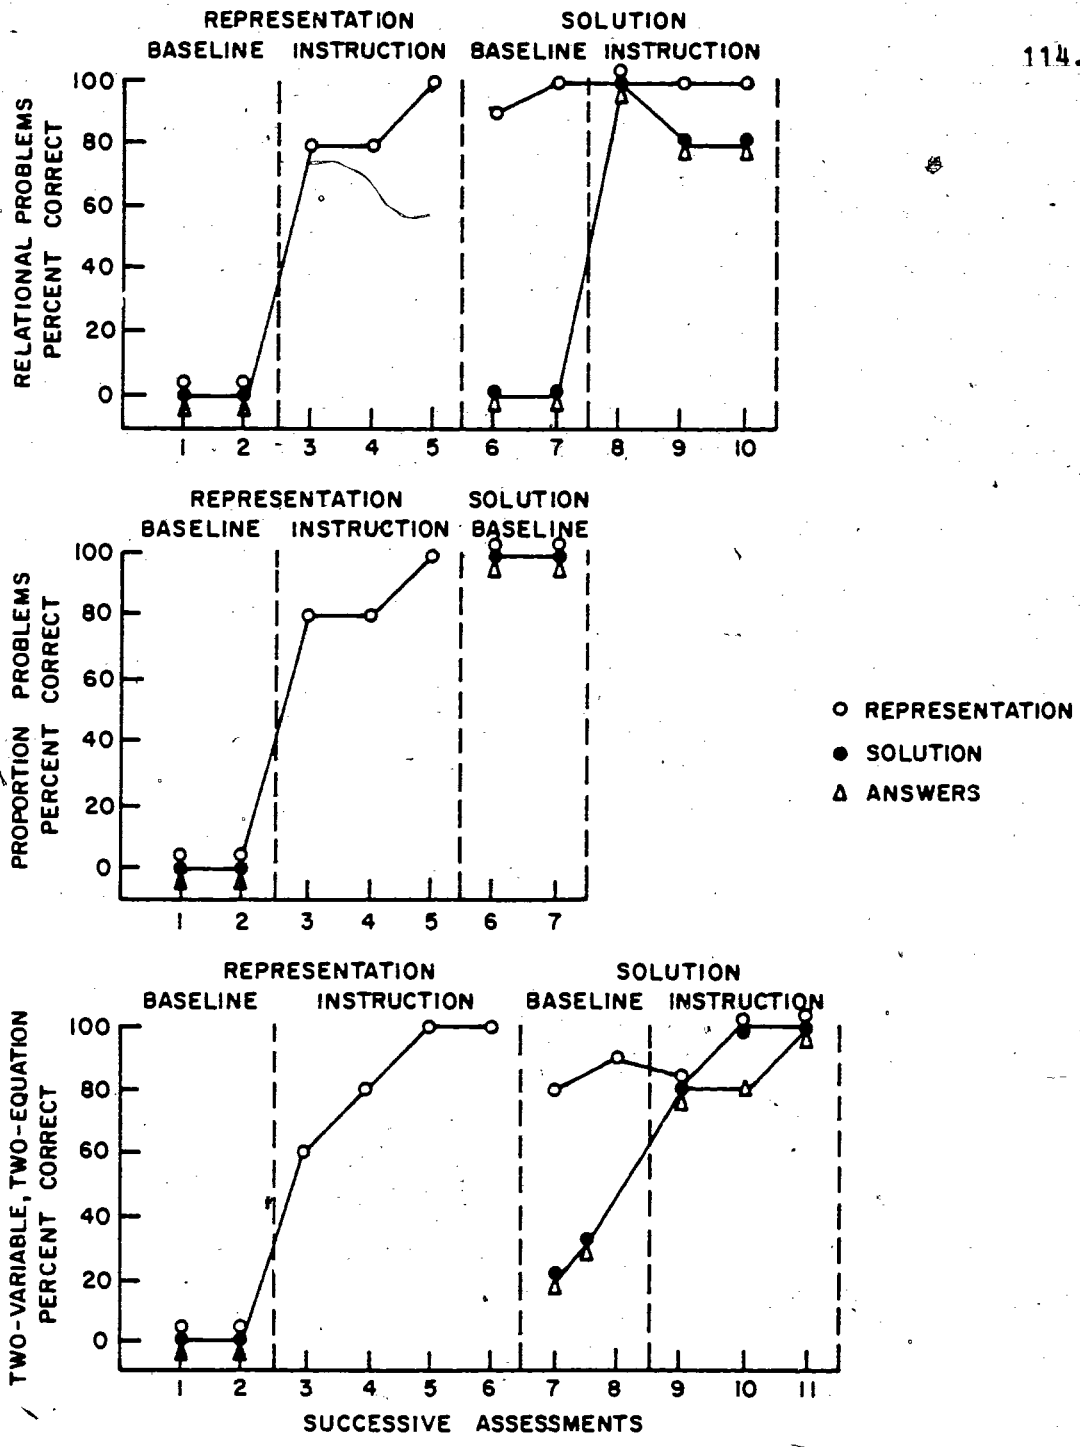 REPRESENTATION SOLUTION
BASELINE INSTRUCTION BASELINE INSTRUCTION
114.
RELATIONAL PROBLEMS
PERCENT CORRECT
100
80
60
40
20
0
1 2 3 4 5 6 7 8 9 10
REPRESENTATION SOLUTION
BASELINE INSTRUCTION BASELINE
PROPORTION PROBLEMS
PERCENT CORRECT
100
80
60
40
20
0
1 2 3 4 5 6 7
REPRESENTATION
SOLUTION
ANSWERS
REPRESENTATION SOLUTION
BASELINE INSTRUCTION BASELINE INSTRUCTION
TWO-VARIABLE, TWO-EQUATION
PERCENT CORRECT
100
80
60
40
20
0
1 2 3 4 5 6 7 8 9 10 11
SUCCESSIVE ASSESSMENTS